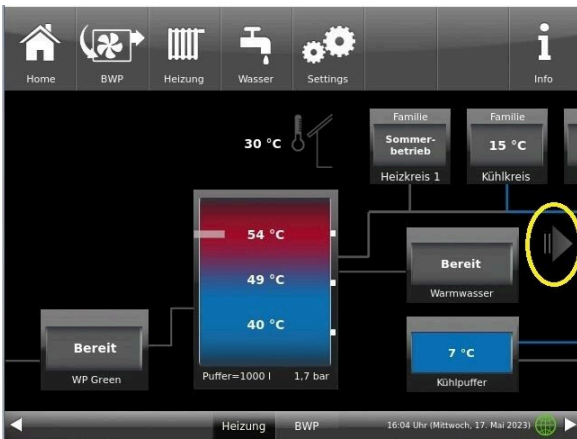 Home
BWP
Heizung
Wasser
Settings
Info
30 °C
Familie
Sommer-
betrieb
Heizkreis 1
Familie
15 °C
Kühlkreis
54 °C
49 °C
40 °C
Puffer=1000 l 1,7 bar
Bereit
WP Green
Bereit
Warmwasser
7 °C
Kühlpuffer
Heizung
BWP
16:04 Uhr (Mittwoch, 17. Mai 2023)